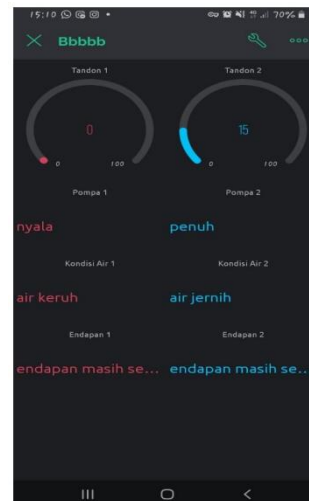 15:10 70%
Bbbbb
Tandon 1 Tandon 2
0 15
0 100 0 100
Pompa 1 Pompa 2
nyala penuh
Kondisi Air 1 Kondisi Air 2
air keruh air jernih
Endapan 1 Endapan 2
endapan masih se... endapan masih se...